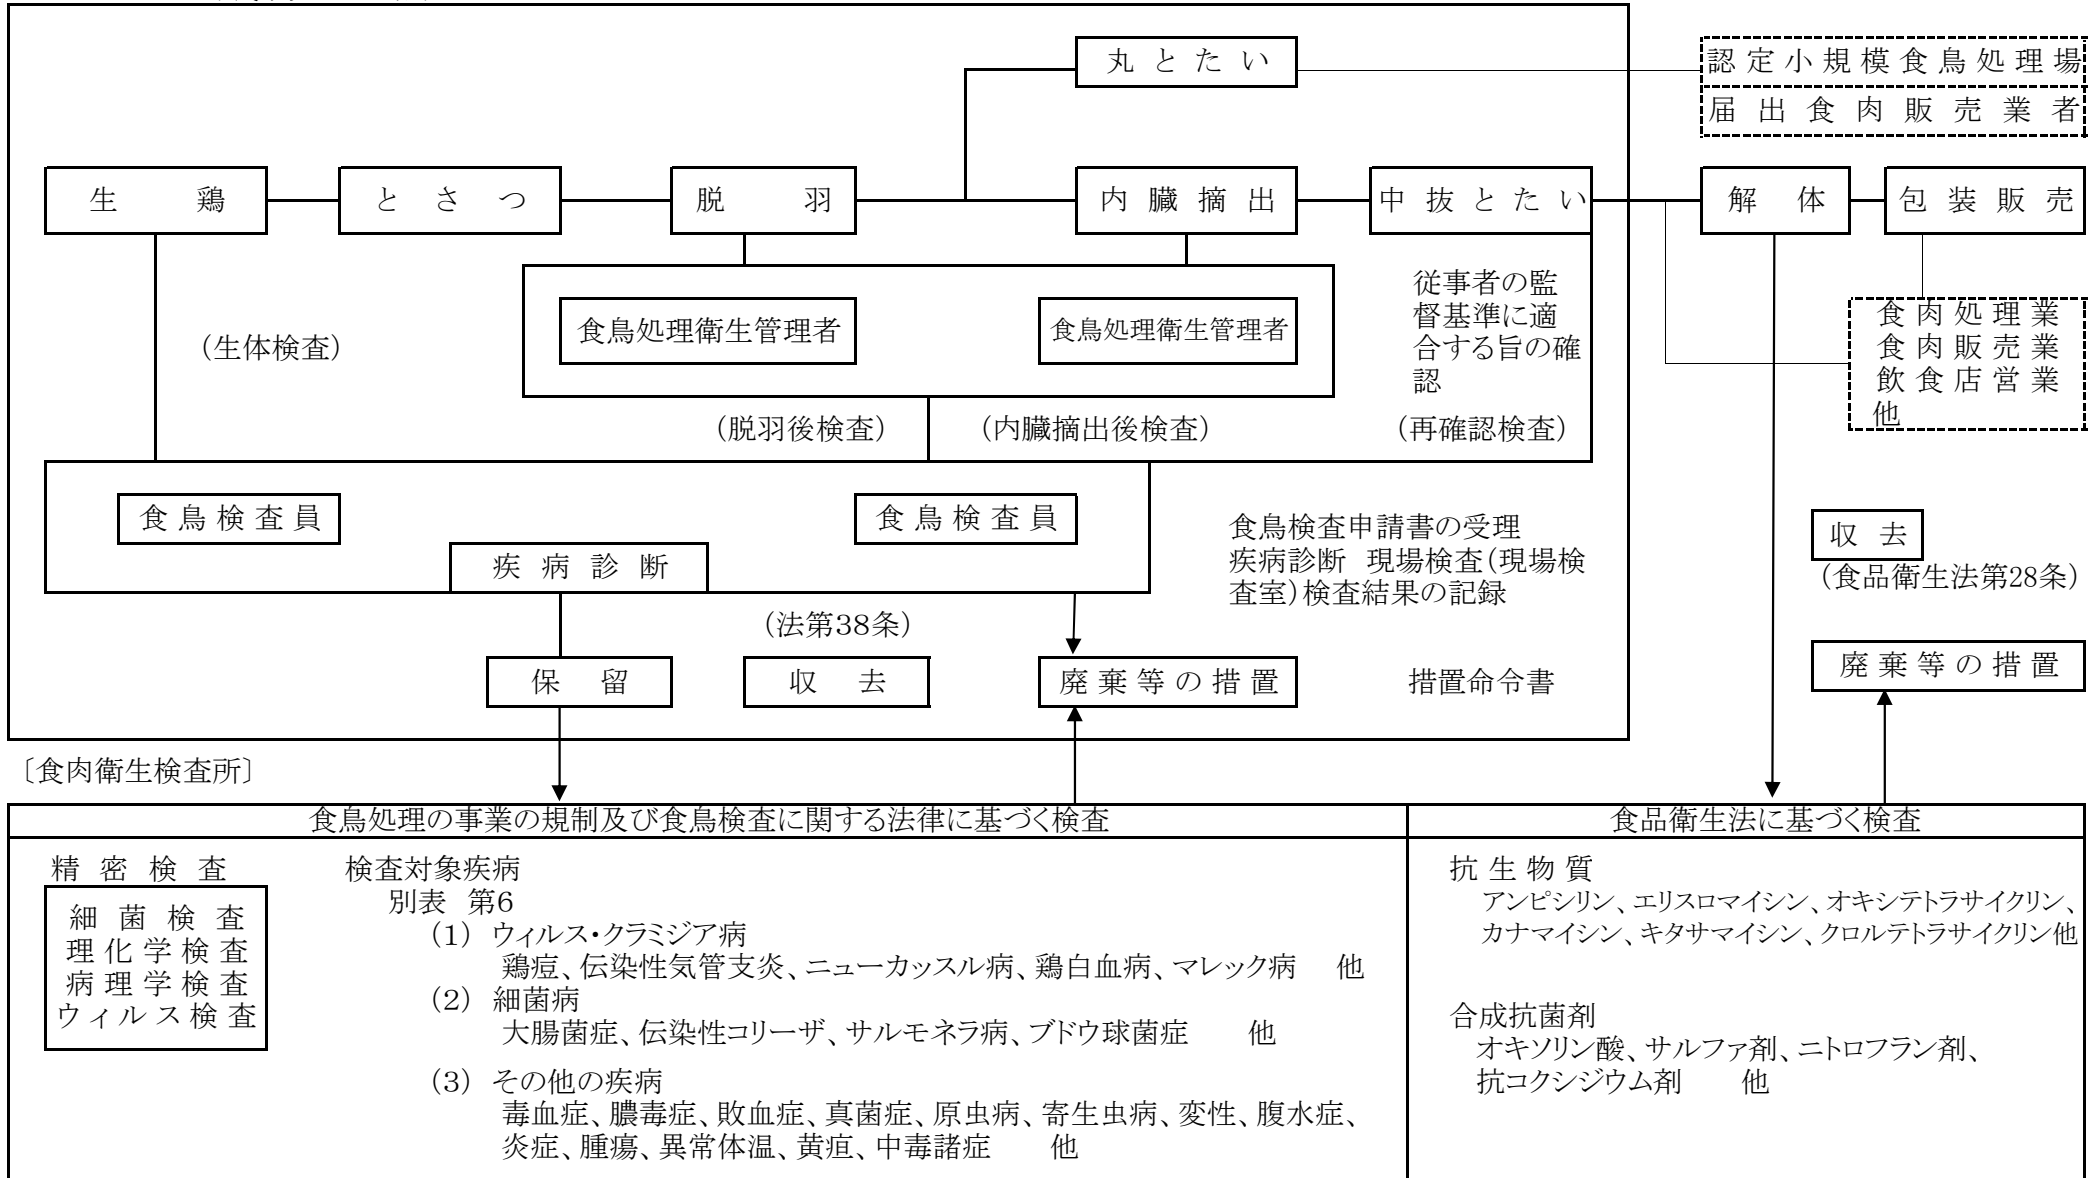 丸とたい
認定小規模食鳥処理場
届出食肉販売業者
生鶏
とさつ
脱羽
内臓摘出
中抜とたい
解体
包装販売
食鳥処理衛生管理者
食鳥処理衛生管理者
従事者の監
督基準に適
合する旨の確
認
食肉処理業
食肉販売業
飲食店営業
他
(生体検査)
(脱羽後検査)
(内臓摘出後検査)
(再確認検査)
食鳥検査員
食鳥検査員
疾病診断
食鳥検査申請書の受理
疾病診断 現場検査(現場検
査室)検査結果の記録
収去
(食品衛生法第28条)
(法第38条)
保留
収去
廃棄等の措置
措置命令書
廃棄等の措置
〔食肉衛生検査所〕
食鳥処理の事業の規制及び食鳥検査に関する法律に基づく検査
食品衛生法に基づく検査
精密検査
細菌検査
理化学検査
病理学検査
ウィルス検査
検査対象疾病
別表 第6
(1) ウィルス・クラミジア病
鶏痘、伝染性気管支炎、ニューカッスル病、鶏白血病、マレック病 他
(2) 細菌病
大腸菌症、伝染性コリーザ、サルモネラ病、ブドウ球菌症 他
(3) その他の疾病
毒血症、膿毒症、敗血症、真菌症、原虫病、寄生虫病、変性、腹水症、
炎症、腫瘍、異常体温、黄疸、中毒諸症 他
抗生物質
アンピシリン、エリスロマイシン、オキシテトラサイクリン、
カナマイシン、キタサマイシン、クロルテトラサイクリン他
合成抗菌剤
オキソリン酸、サルファ剤、ニトロフラン剤、
抗コクシジウム剤 他